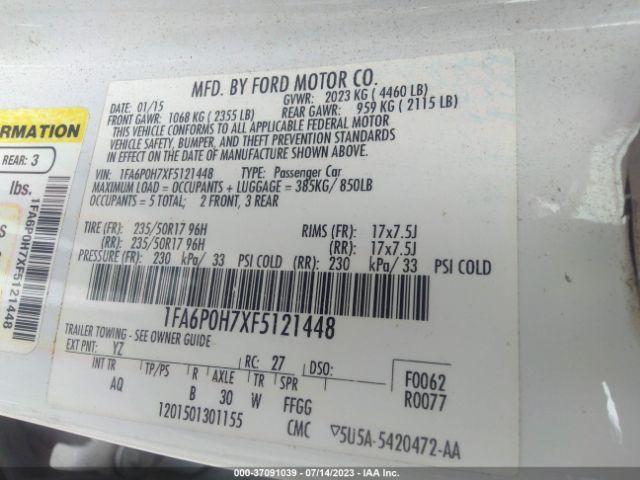 MFD. BY FORD MOTOR CO.
DATE: 01/15 GVWR: 2023 KG ( 4460 LB)
FRONT GAWR: 1068 KG ( 2355 LB) REAR GAWR: 959 KG ( 2115 LB)
THIS VEHICLE CONFORMS TO ALL APPLICABLE FEDERAL MOTOR
VEHICLE SAFETY, BUMPER, AND THEFT PREVENTION STANDARDS
IN EFFECT ON THE DATE OF MANUFACTURE SHOWN ABOVE.
VIN: 1FA6P0H7XF5121448 TYPE: Passenger Car
MAXIMUM LOAD = OCCUPANTS + LUGGAGE = 385KG/ 850LB
OCCUPANTS = 5 TOTAL; 2 FRONT, 3 REAR
TIRE (FR): 235/50R17 96H RIMS (FR): 17x7.5J
(RR): 235/50R17 96H (RR): 17x7.5J
PRESSURE (FR): 230 kPa/ 33 PSI COLD (RR): 230 kPa/ 33 PSI COLD
1FA6P0H7XF5121448
TRAILER TOWING - SEE OWNER GUIDE
EXT PNT: YZ RC: 27 DSO: F0062
INT TR TP/PS R AXLE TR SPR R0077
AQ B 30 W FFGG
1201501301155 CMC ▽5U5A-5420472-AA
ORMATION
REAR: 3
lbs.
S
1FA6P0H7XF5121448
000-37091039 - 07/14/2023 - IAAI.COM